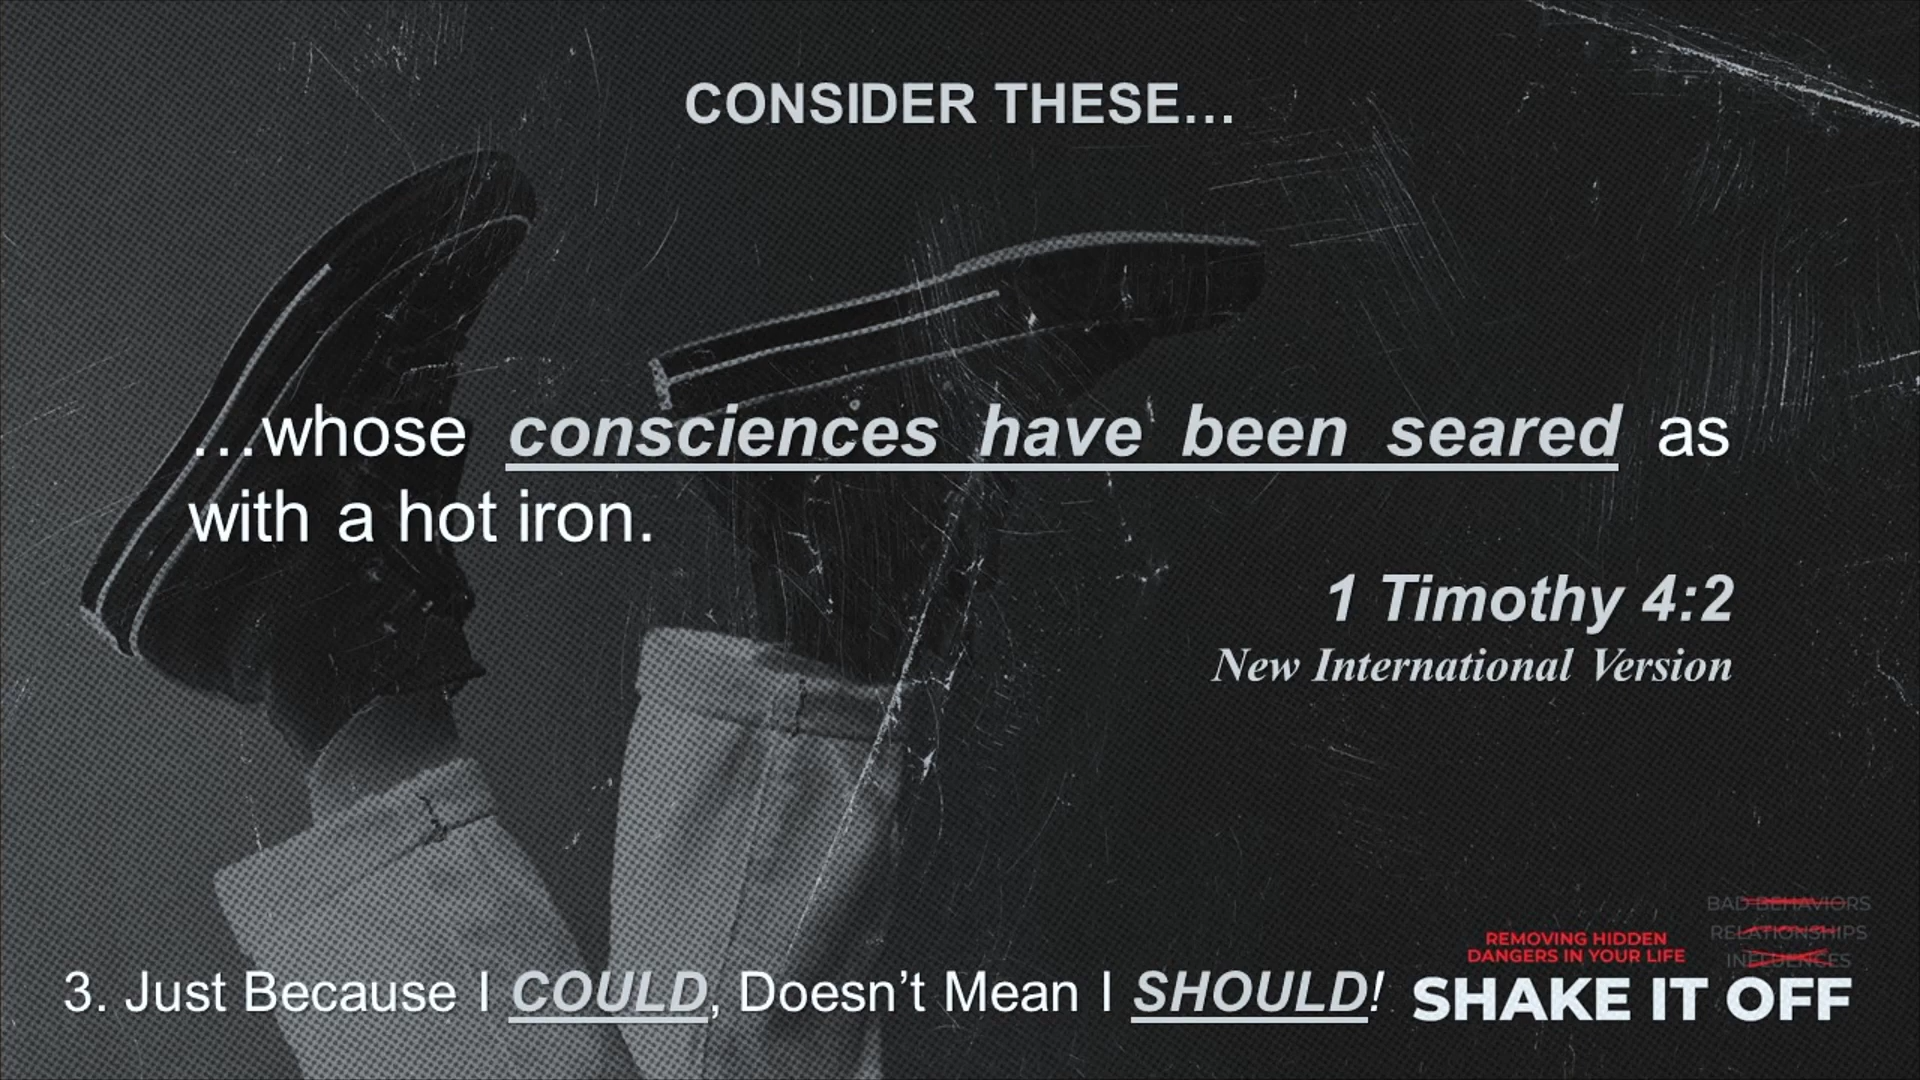 CONSIDER THESE…
…whose consciences have been seared as
with a hot iron.
1 Timothy 4:2
New International Version
3. Just Because I COULD, Doesn’t Mean I SHOULD!
BAD BEHAVIORS
RELATIONSHIPS
INFLUENCES
REMOVING HIDDEN
DANGERS IN YOUR LIFE
SHAKE IT OFF